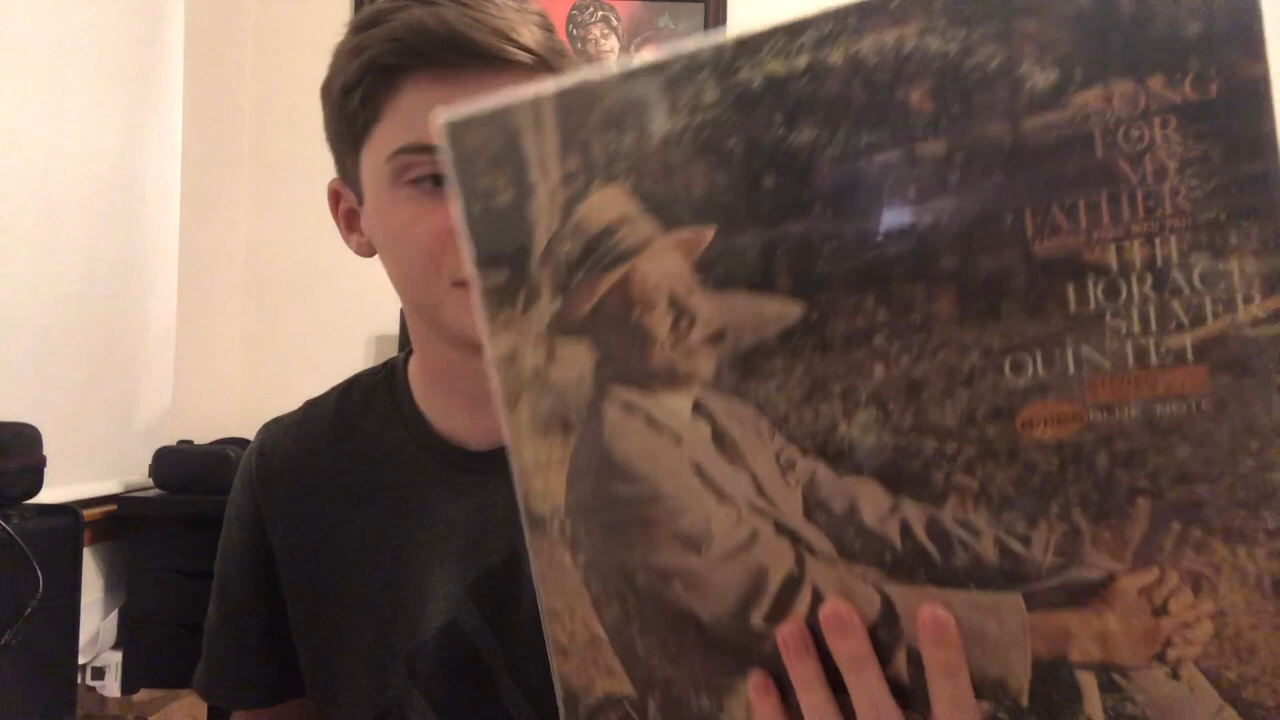 SONG
FOR
MY
FATHER
THE
HORACE
SILVER
QUINTET
BLUE NOTE